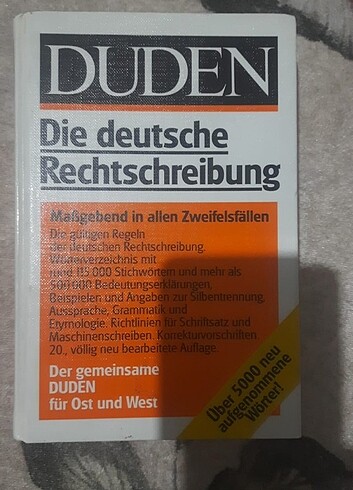 DUDEN
Die deutsche
Rechtschreibung
Maßgebend in allen Zweifelsfällen
Die gültigen Regeln
der deutschen Rechtschreibung.
Wörterverzeichnis mit
rund 115 000 Stichwörtern und mehr als
500 000 Bedeutungserklärungen,
Beispielen und Angaben zur Silbentrennung,
Aussprache, Grammatik und
Etymologie. Richtlinien für Schriftsatz und
Maschinenschreiben. Korrekturvorschriften
20., völlig neu bearbeitete Auflage.
Der gemeinsame
DUDEN
für Ost und West
Über 5000 neu
aufgenommene
Wörter!